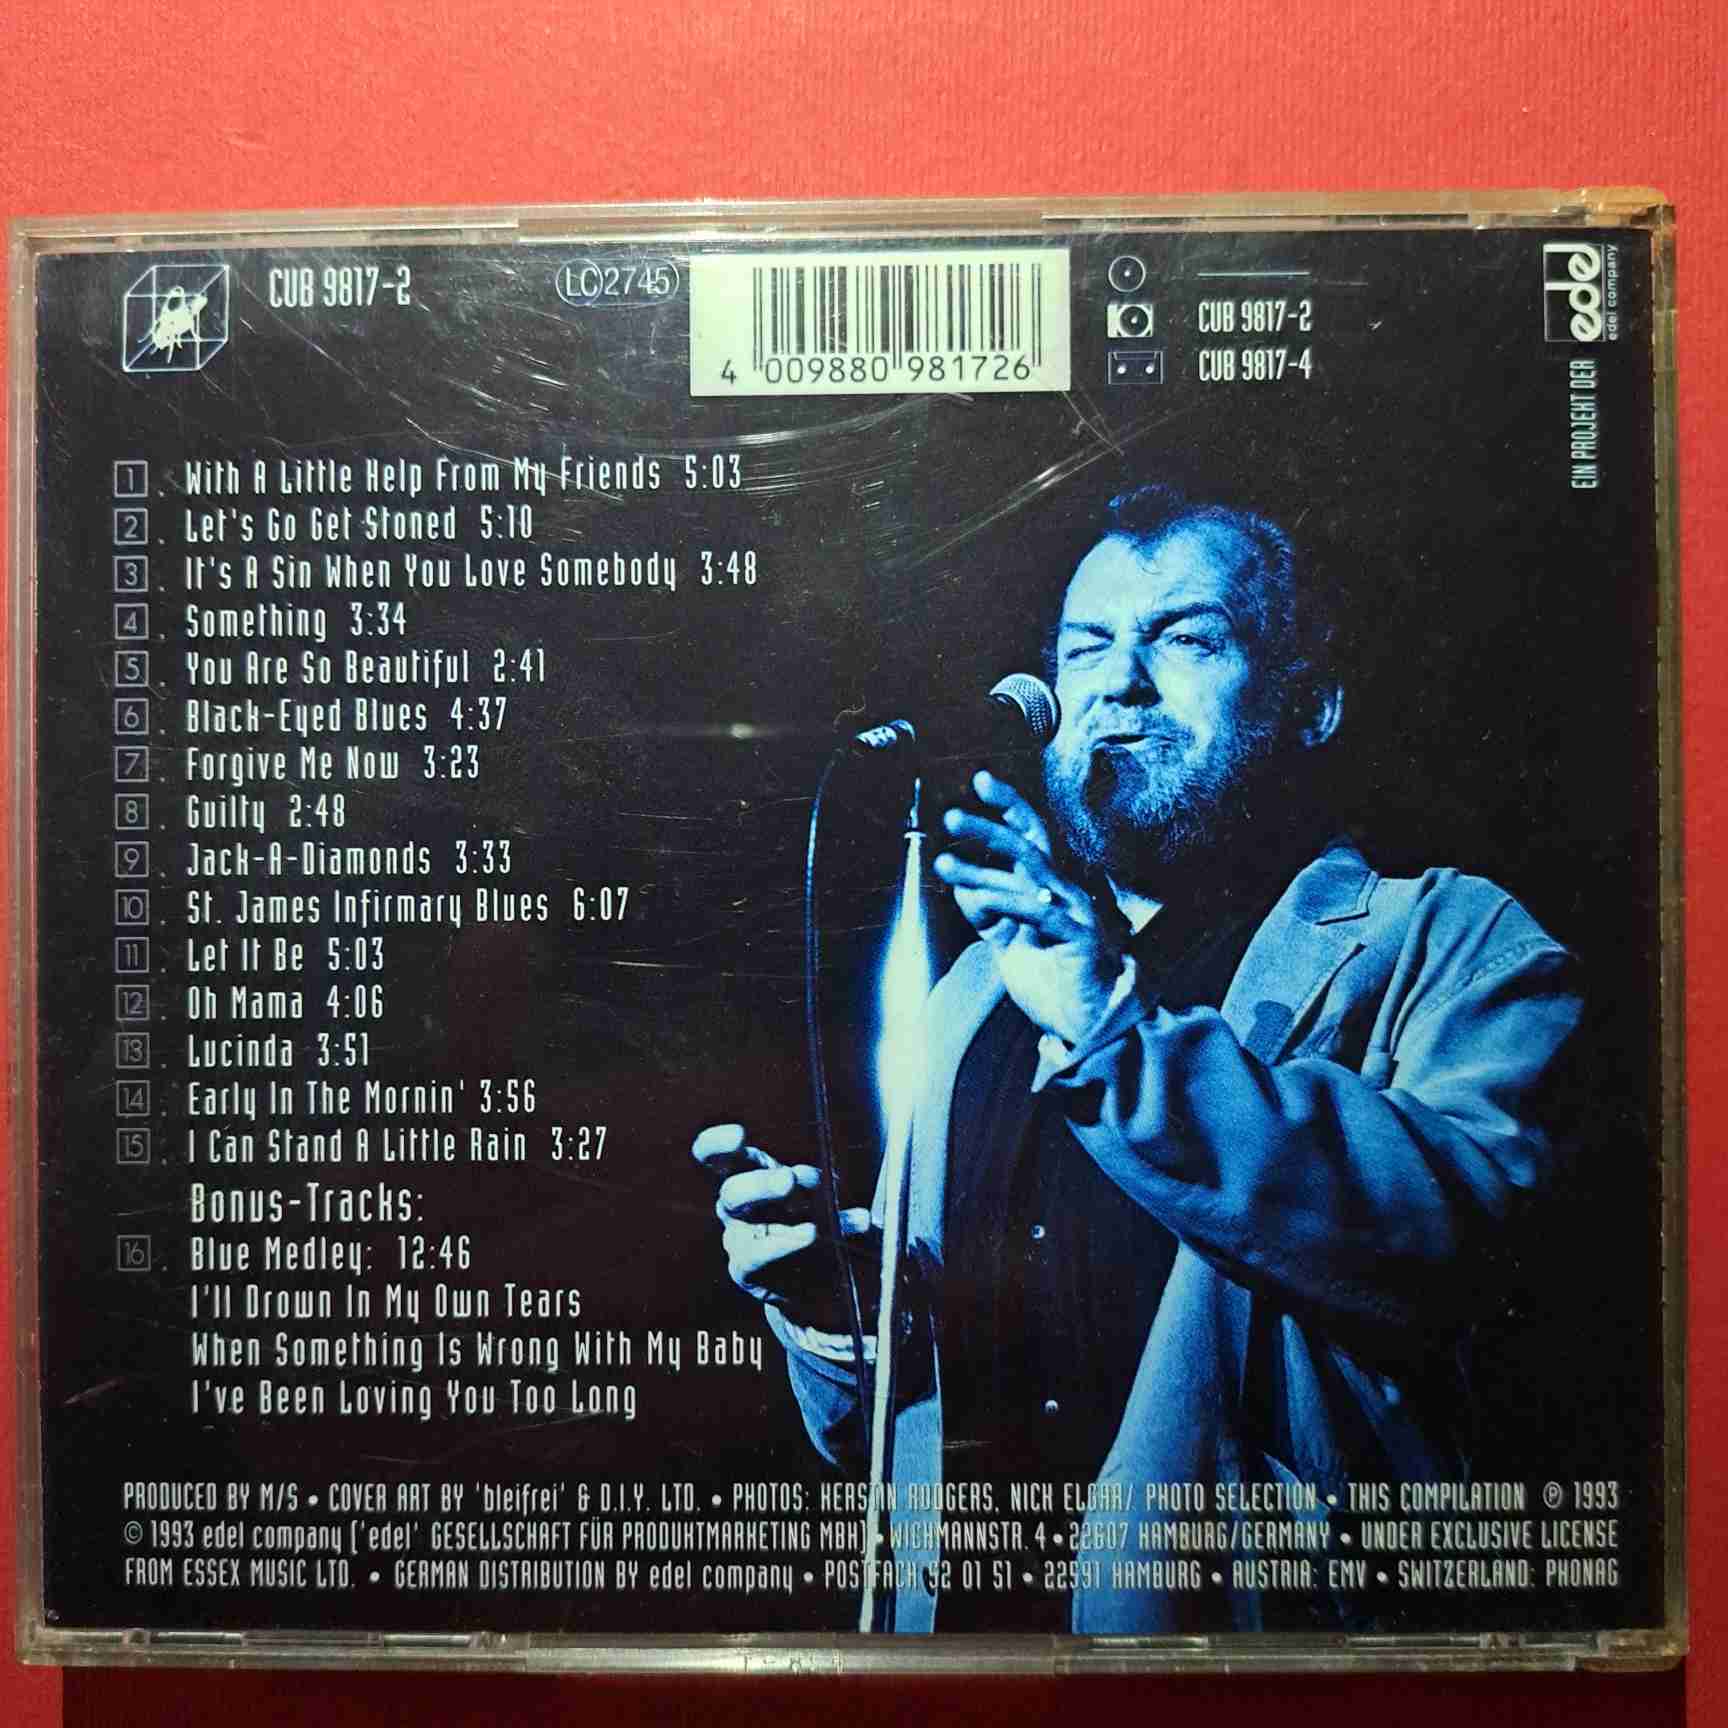 CUB 9817-2
LC 2745
4 009880 981726
CUB 9817-2
CUB 9817-4
edel
edel company
EIN PROJEKT DER
1. With A Little Help From My Friends 5:03
2. Let's Go Get Stoned 5:10
3. It's A Sin When You Love Somebody 3:48
4. Something 3:34
5. You Are So Beautiful 2:41
6. Black-Eyed Blues 4:37
7. Forgive Me Now 3:23
8. Guilty 2:48
9. Jack-A-Diamonds 3:33
10. St. James Infirmary Blues 6:07
11. Let It Be 5:03
12. Oh Mama 4:06
13. Lucinda 3:51
14. Early In The Mornin' 3:56
15. I Can Stand A Little Rain 3:27
Bonus-Tracks:
16. Blue Medley: 12:46
I'll Drown In My Own Tears
When Something Is Wrong With My Baby
I've Been Loving You Too Long
PRODUCED BY M/S • COVER ART BY 'bleifrei' & D.I.Y. LTD. • PHOTOS: KERSTIN RODGERS, NICK ELGAR/ PHOTO SELECTION • THIS COMPILATION ℗ 1993
© 1993 edel company ['edel' GESELLSCHAFT FÜR PRODUKTMARKETING MBH] • WICHMANNSTR. 4 • 22607 HAMBURG/GERMANY • UNDER EXCLUSIVE LICENSE
FROM ESSEX MUSIC LTD. • GERMAN DISTRIBUTION BY edel company • POSTFACH 52 01 51 • 22591 HAMBURG • AUSTRIA: EMV • SWITZERLAND: PHONAG